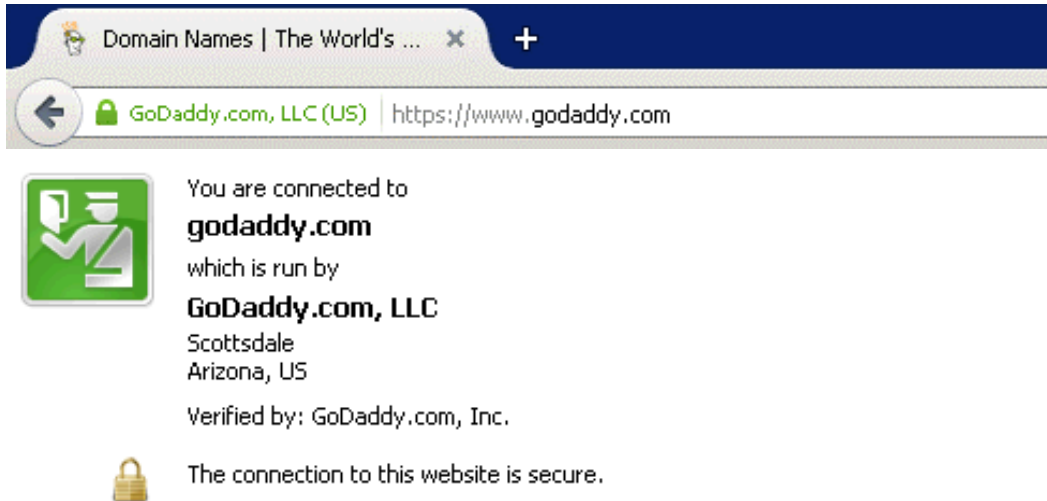 Domain Names | The World's ...
GoDaddy.com, LLC (US) https://www.godaddy.com
You are connected to
godaddy.com
which is run by
GoDaddy.com, LLC
Scottsdale
Arizona, US
Verified by: GoDaddy.com, Inc.
The connection to this website is secure.